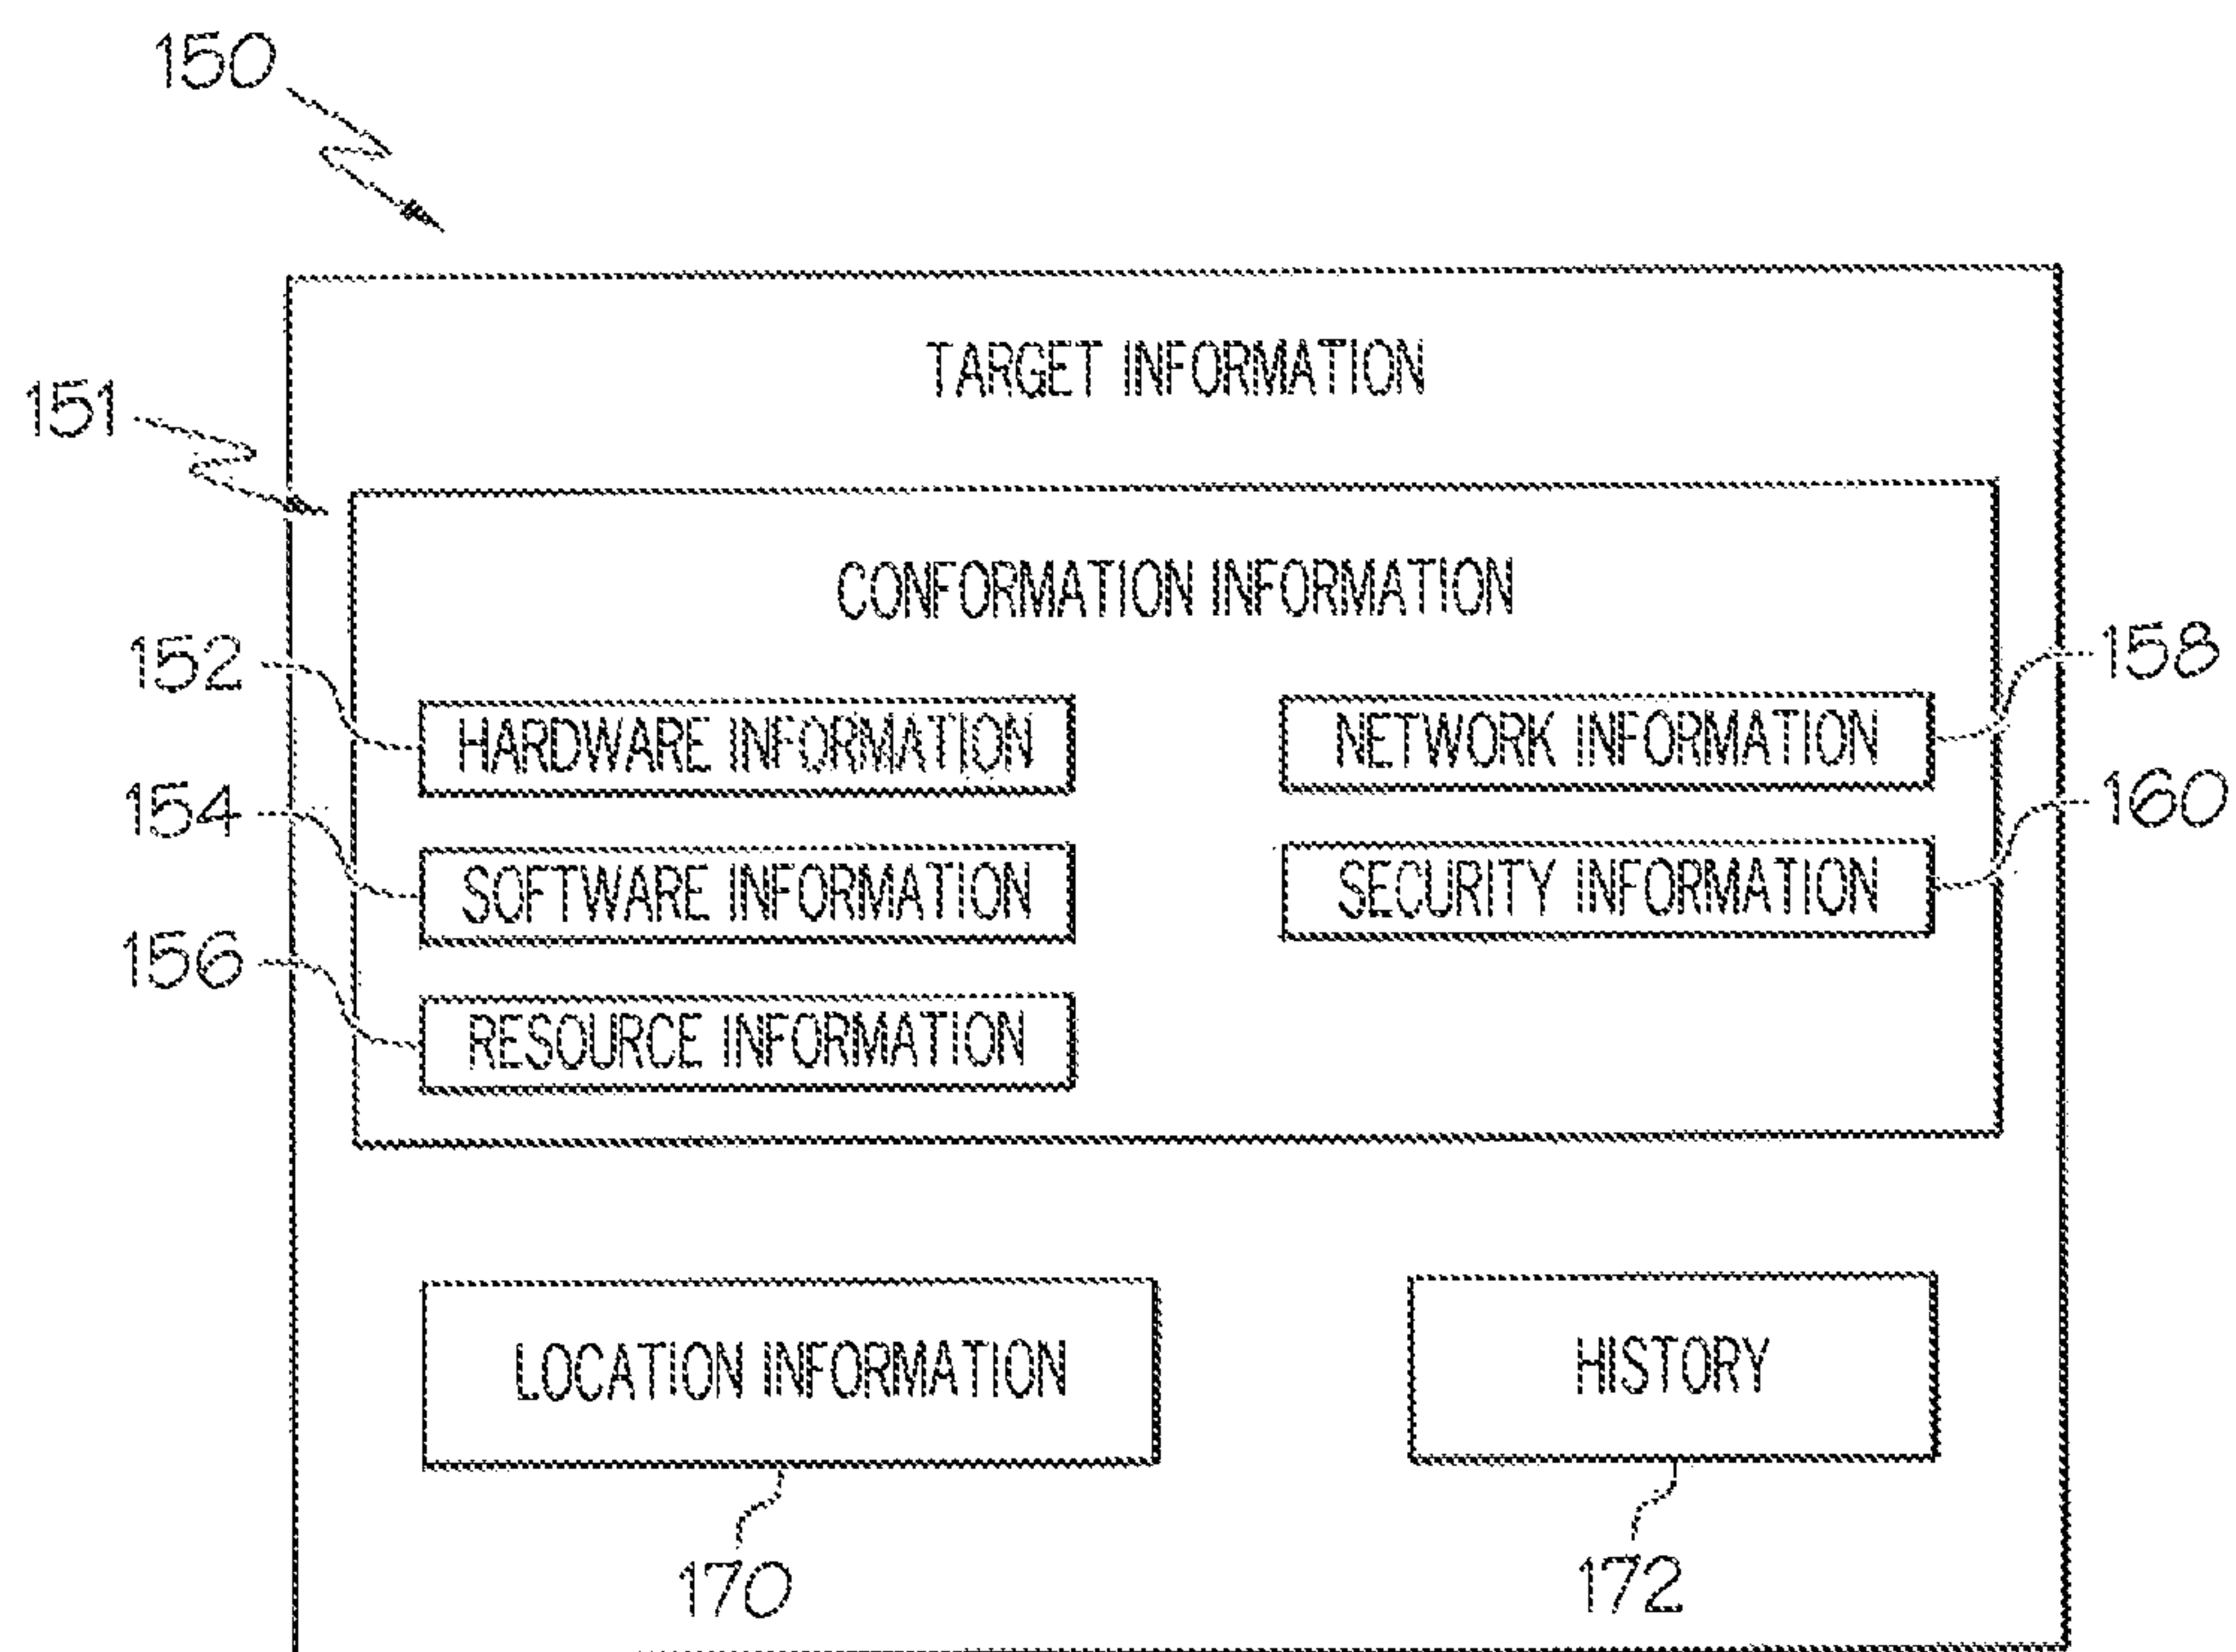 150
TARGET INFORMATION
151
CONFORMATION INFORMATION
152
HARDWARE INFORMATION
NETWORK INFORMATION
158
154
SOFTWARE INFORMATION
SECURITY INFORMATION
160
156
RESOURCE INFORMATION
LOCATION INFORMATION
HISTORY
170
172